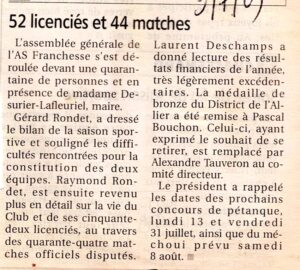 52 licenciés et 44 matches
L'assemblée générale de
l'AS Franchesse s'est dé-
roulée devant une quaran-
taine de personnes et en
présence de madame De-
surier-Lafleuriel, maire.
Gérard Rondet, a dressé
le bilan de la saison spor-
tive et souligné les diffi-
cultés rencontrées pour la
constitution des deux
équipes. Raymond Ron-
det, est ensuite revenu plus
en détail sur la vie du
Club et de ses cinquante-
deux licenciés, au travers
des quarante-quatre mat-
ches officiels disputés.
Laurent Deschamps a
donné lecture des résul-
tats financiers de l'année,
très légèrement excéden-
taires. La médaille de
bronze du District de l'Al-
lier a été remise à Pascal
Bouchon. Celui-ci, ayant
exprimé le souhait de se
retirer, est remplacé par
Alexandre Tauveron au co-
mité directeur.
Le président a rappelé
les dates des prochains
concours de pétanque,
lundi 13 et vendredi
31 juillet, ainsi que du mé-
choui prévu samedi
8 août.